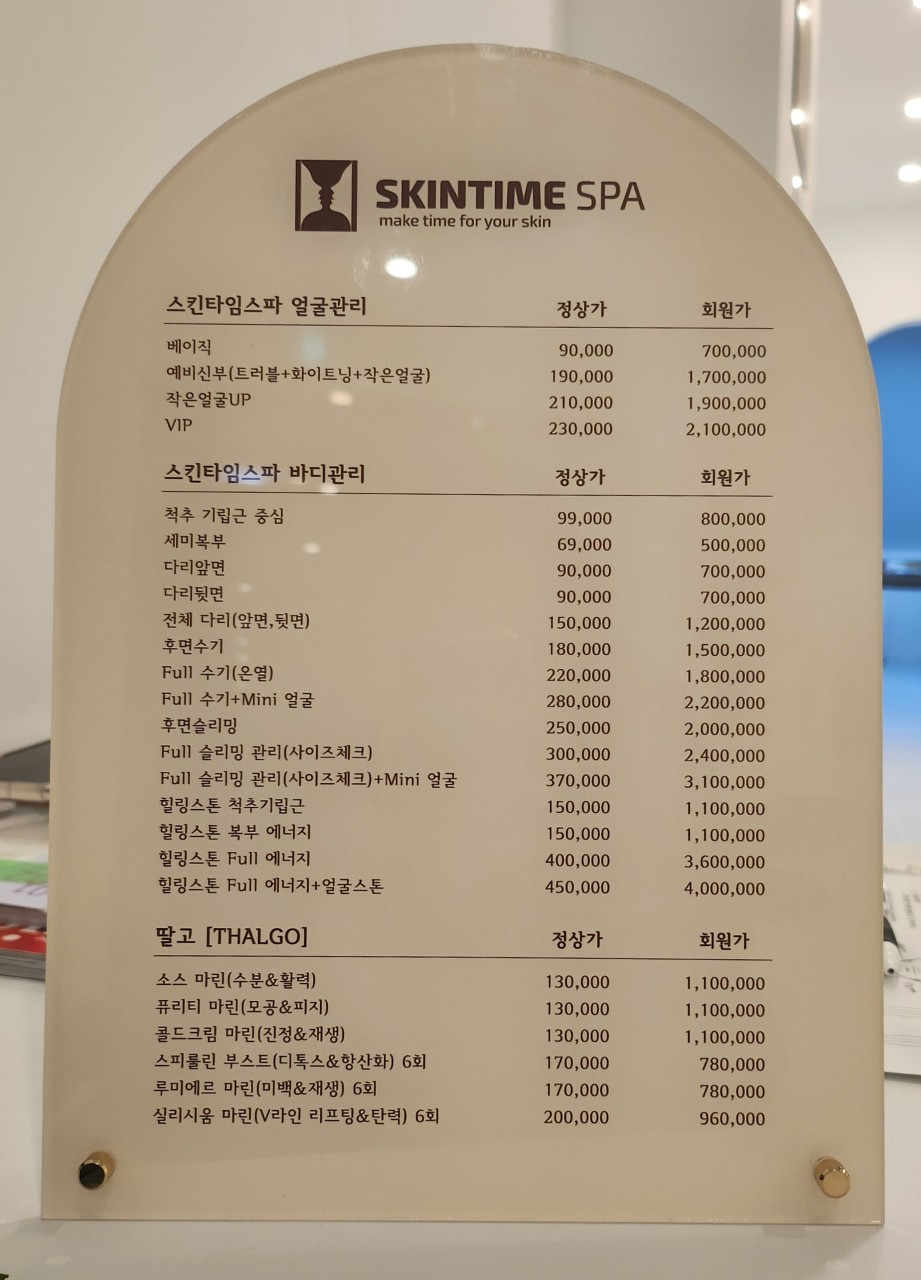 SKINTIME SPA
make time for your skin
스킨타임스파 얼굴관리 정상가 회원가
베이직 90,000 700,000
예비신부(트러블+화이트닝+작은얼굴) 190,000 1,700,000
작은얼굴UP 210,000 1,900,000
VIP 230,000 2,100,000
스킨타임스파 바디관리 정상가 회원가
척추 기립근 중심 99,000 800,000
세미복부 69,000 500,000
다리앞면 90,000 700,000
다리뒷면 90,000 700,000
전체 다리(앞면,뒷면) 150,000 1,200,000
후면수기 180,000 1,500,000
Full 수기(온열) 220,000 1,800,000
Full 수기+Mini 얼굴 280,000 2,200,000
후면슬리밍 250,000 2,000,000
Full 슬리밍 관리(사이즈체크) 300,000 2,400,000
Full 슬리밍 관리(사이즈체크)+Mini 얼굴 370,000 3,100,000
힐링스톤 척추기립근 150,000 1,100,000
힐링스톤 복부 에너지 150,000 1,100,000
힐링스톤 Full 에너지 400,000 3,600,000
힐링스톤 Full 에너지+얼굴스톤 450,000 4,000,000
딸고 [THALGO] 정상가 회원가
소스 마린(수분&활력) 130,000 1,100,000
퓨리티 마린(모공&피지) 130,000 1,100,000
콜드크림 마린(진정&재생) 130,000 1,100,000
스피룰린 부스트(디톡스&항산화) 6회 170,000 780,000
루미에르 마린(미백&재생) 6회 170,000 780,000
실리시움 마린(V라인 리프팅&탄력) 6회 200,000 960,000